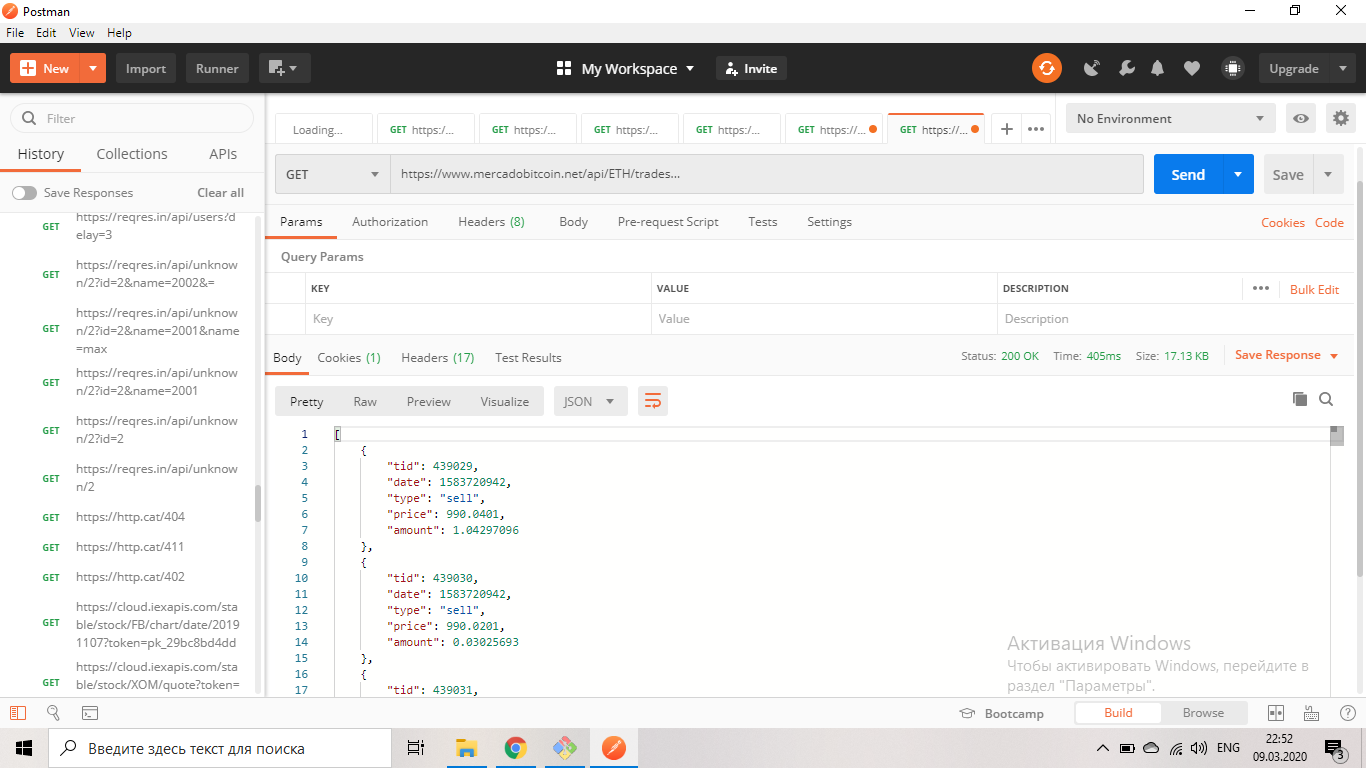 Postman
File Edit View Help
New Import Runner My Workspace Invite Upgrade
Filter
History Collections APIs
Save Responses Clear all
GET https://reqres.in/api/users?d
elay=3
GET https://reqres.in/api/unknow
n/2?id=2&name=2002&=
GET https://reqres.in/api/unknow
n/2?id=2&name=2001&name
=max
GET https://reqres.in/api/unknow
n/2?id=2&name=2001
GET https://reqres.in/api/unknow
n/2?id=2
GET https://reqres.in/api/unknow
n/2
GET https://http.cat/404
GET https://http.cat/411
GET https://http.cat/402
GET https://cloud.iexapis.com/sta
ble/stock/FB/chart/date/20191
1107?token=pk_29bc8bd4dd
GET https://cloud.iexapis.com/sta
ble/stock/XOM/quote?token=
Loading... GET https:/... GET https:/... GET https:/... GET https:/... GET https://... GET https://...
No Environment
GET https://www.mercadobitcoin.net/api/ETH/trades... Send Save
Params Authorization Headers (8) Body Pre-request Script Tests Settings Cookies Code
Query Params
KEY VALUE DESCRIPTION Bulk Edit
Key Value Description
Body Cookies (1) Headers (17) Test Results Status: 200 OK Time: 405ms Size: 17.13 KB Save Response
Pretty Raw Preview Visualize JSON
1 [
2 {
3 "tid": 439029,
4 "date": 1583720942,
5 "type": "sell",
6 "price": 990.0401,
7 "amount": 1.04297096
8 },
9 {
10 "tid": 439030,
11 "date": 1583720942,
12 "type": "sell",
13 "price": 990.0201,
14 "amount": 0.03025693
15 },
16 {
17 "tid": 439031,
Активация Windows
Чтобы активировать Windows, перейдите в
раздел "Параметры".
Bootcamp Build Browse
Введите здесь текст для поиска
ENG
22:52
09.03.2020
3